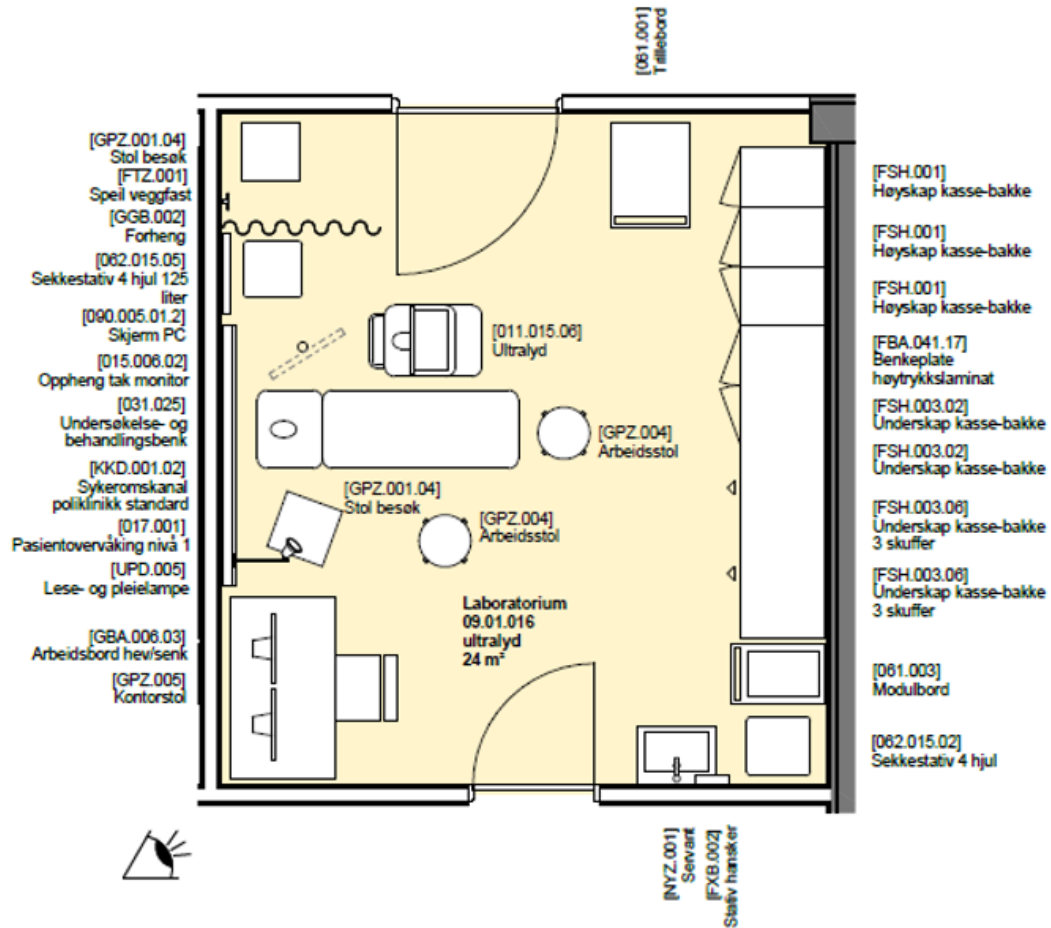 [061.001]
Trillebord
[GPZ.001.04]
Stol besøk
[FTZ.001]
Speil veggfast
[GGB.002]
Forheng
[062.015.05]
Sekkestativ 4 hjul 125
liter
[090.005.01.2]
Skjerm PC
[015.006.02]
Oppheng tak monitor
[031.025]
Undersøkelse- og
behandlingsbenk
[KKD.001.02]
Sykeromskanal
poliklinikk standard
[017.001]
Pasientovervåking nivå 1
[UPD.005]
Lese- og pleielampe
[GBA.006.03]
Arbeidsbord hev/senk
[GPZ.005]
Kontorstol
[011.015.06]
Ultralyd
[GPZ.004]
Arbeidsstol
[GPZ.001.04]
Stol besøk
[GPZ.004]
Arbeidsstol
Laboratorium
09.01.016
ultralyd
24 m²
[FSH.001]
Høyskap kasse-bakke
[FSH.001]
Høyskap kasse-bakke
[FSH.001]
Høyskap kasse-bakke
[FBA.041.17]
Benkeplate
høytrykkslaminat
[FSH.003.02]
Underskap kasse-bakke
[FSH.003.02]
Underskap kasse-bakke
[FSH.003.06]
Underskap kasse-bakke
3 skuffer
[FSH.003.06]
Underskap kasse-bakke
3 skuffer
[061.003]
Modulbord
[062.015.02]
Sekkestativ 4 hjul
[NYZ.001]
Servant
[FXB.002]
Stativ hansker